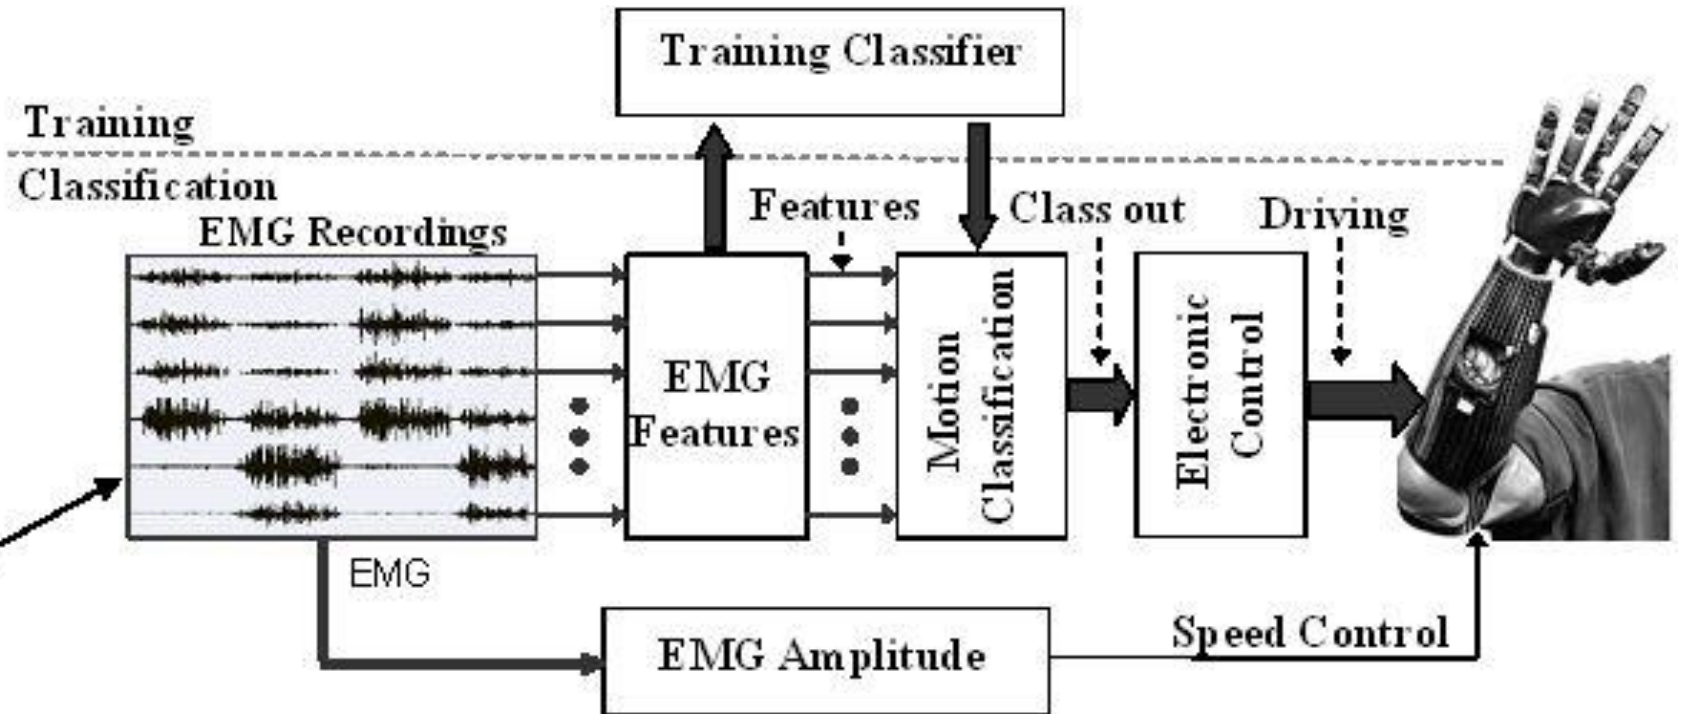 Training Classifier
Training
Classification
EMG Recordings
Features
Class out
Driving
EMG
Features
Motion
Classification
Electronic
Control
EMG
EMG Amplitude
Speed Control